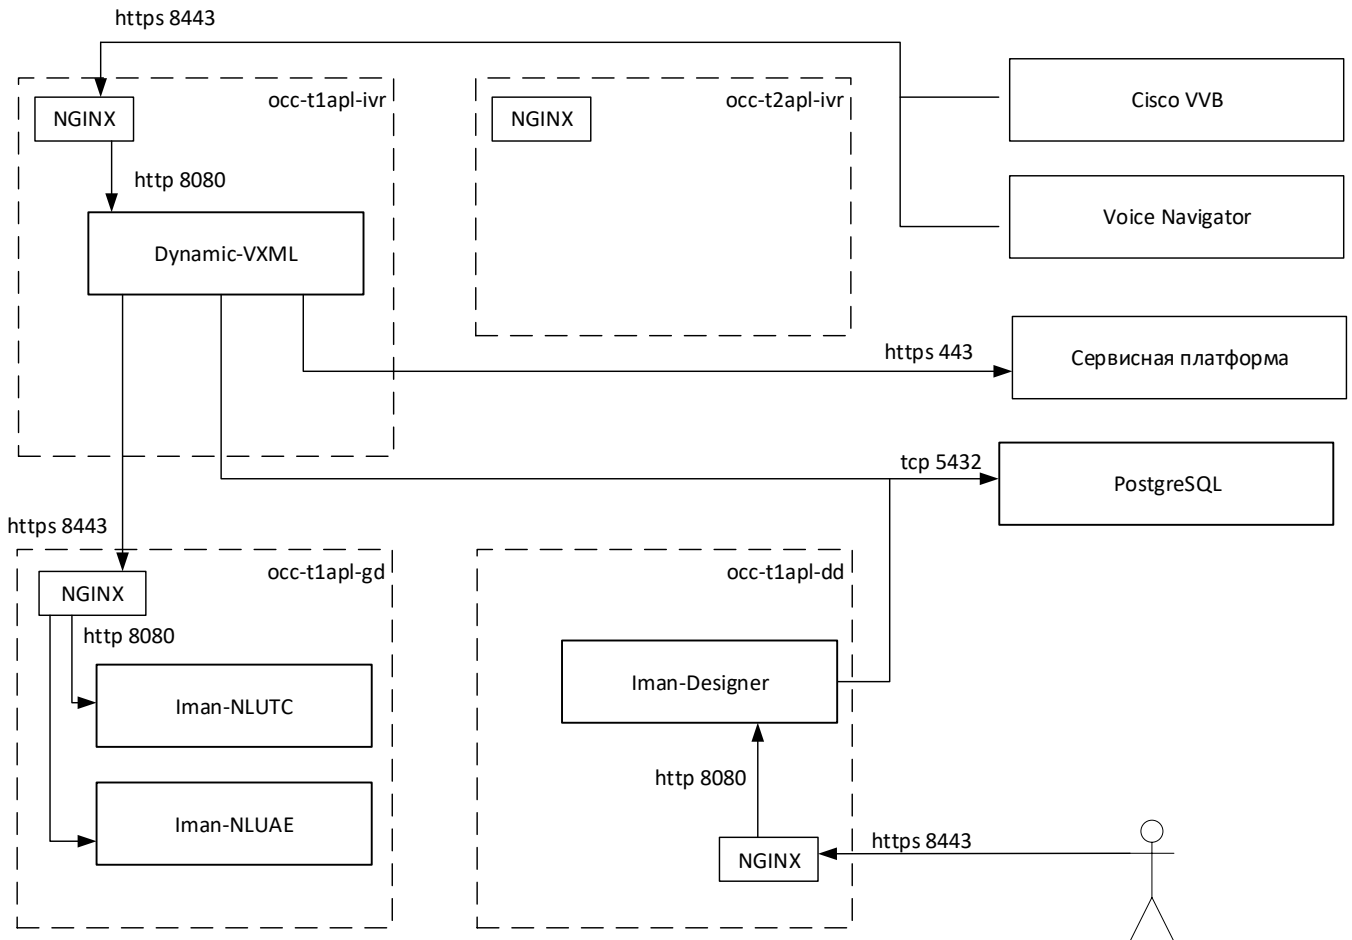 https 8443
occ-t1apl-ivr
occ-t2apl-ivr
NGINX
NGINX
Cisco VVB
http 8080
Voice Navigator
Dynamic-VXML
https 443
Сервисная платформа
tcp 5432
PostgreSQL
https 8443
occ-t1apl-gd
occ-t1apl-dd
NGINX
http 8080
Iman-NLUTC
Iman-Designer
http 8080
Iman-NLUAE
https 8443
NGINX